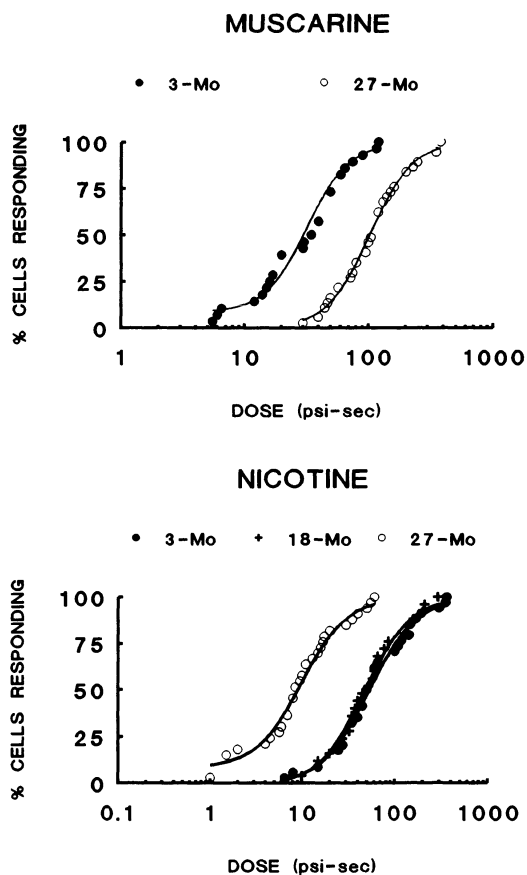 MUSCARINE
3-Mo 27-Mo
% CELLS RESPONDING
100
75
50
25
0
1 10 100 1000
DOSE (psi-sec)
NICOTINE
3-Mo 18-Mo 27-Mo
% CELLS RESPONDING
100
75
50
25
0
0.1 1 10 100 1000
DOSE (psi-sec)